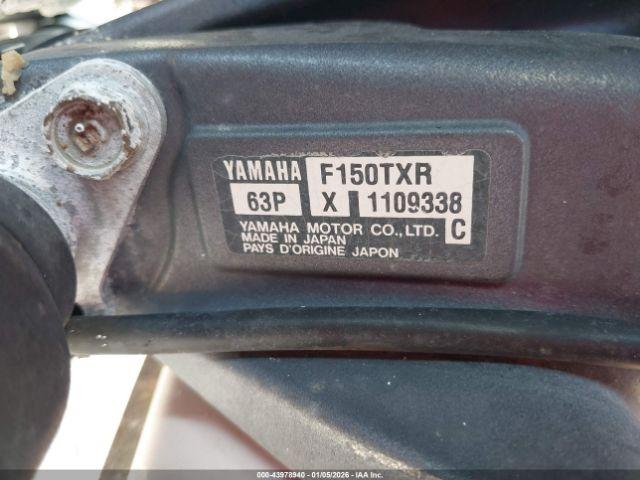 YAMAHA F150TXR
63P X 1109338
YAMAHA MOTOR CO., LTD. C
MADE IN JAPAN
PAYS D'ORIGINE JAPON
000-43978940 - 01/05/2026 - IAA, Inc.